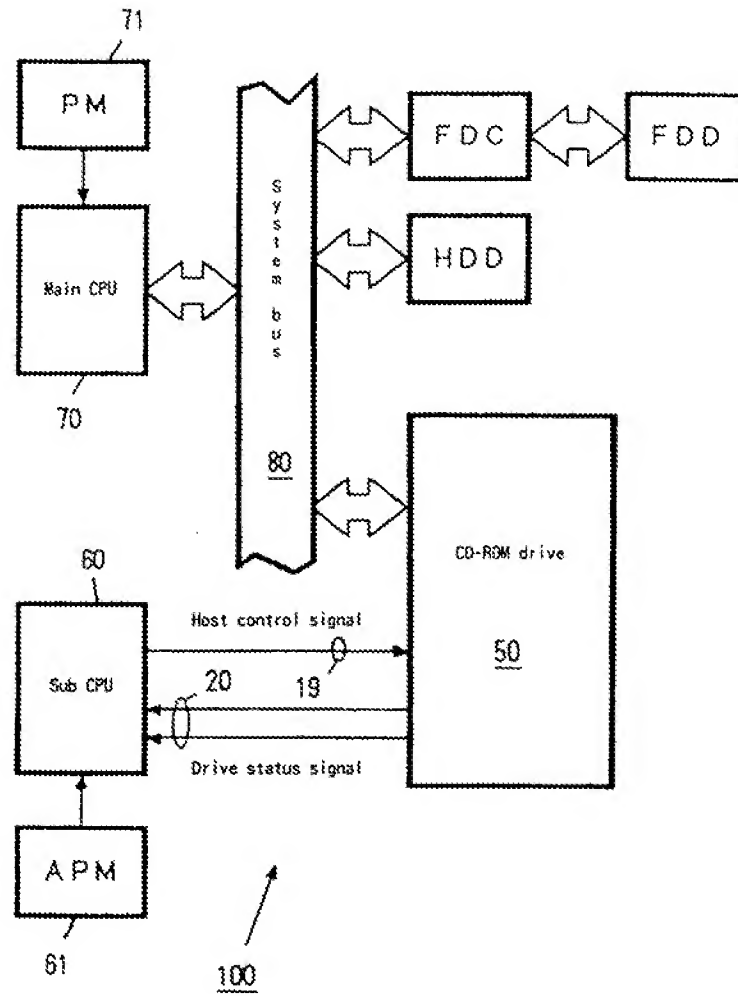 71
PM
FDC
FDD
System bus
HDD
Main CPU
70
80
60
CD-ROM drive
Host control signal
50
Sub CPU
20
19
Drive status signal
APM
61
100